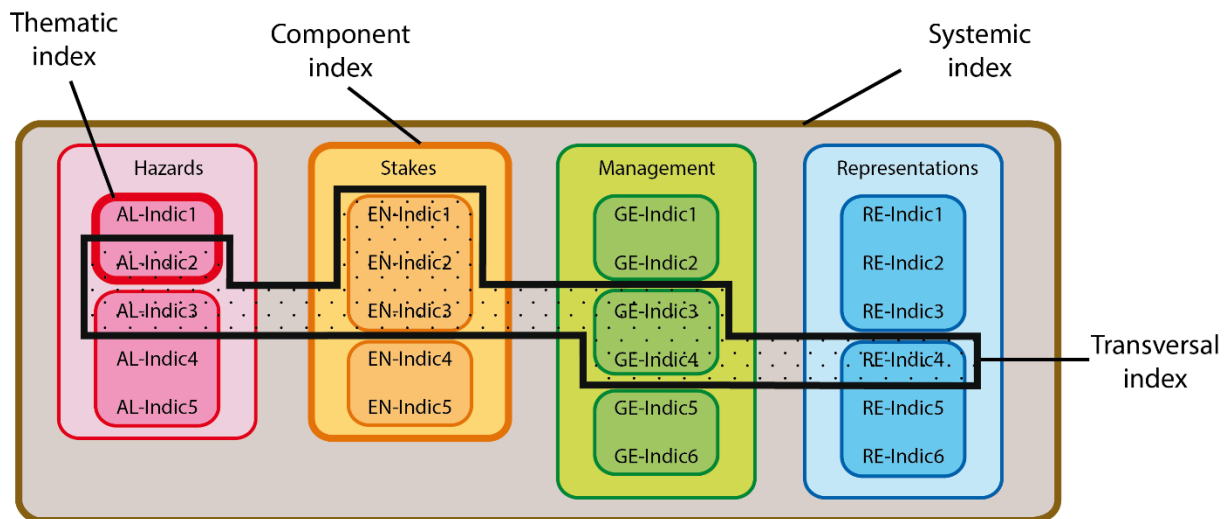 Thematic
index
Component
index
Systemic
index
Hazards
AL-Indic1
AL-Indic2
AL-Indic3
AL-Indic4
AL-Indic5
Stakes
EN-Indic1
EN-Indic2
EN-Indic3
EN-Indic4
EN-Indic5
Management
GE-Indic1
GE-Indic2
GE-Indic3
GE-Indic4
GE-Indic5
GE-Indic6
Representations
RE-Indic1
RE-Indic2
RE-Indic3
RE-Indic4
RE-Indic5
RE-Indic6
Transversal
index